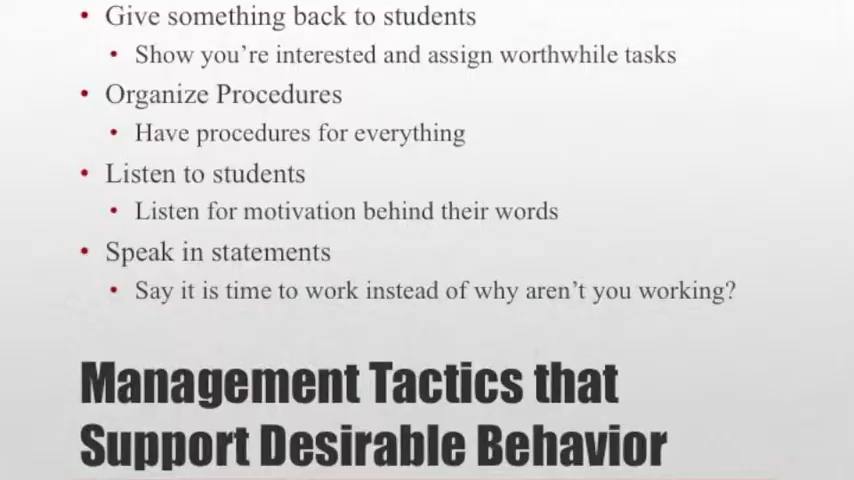 • Give something back to students
• Show you’re interested and assign worthwhile tasks
• Organize Procedures
• Have procedures for everything
• Listen to students
• Listen for motivation behind their words
• Speak in statements
• Say it is time to work instead of why aren’t you working?
Management Tactics that
Support Desirable Behavior